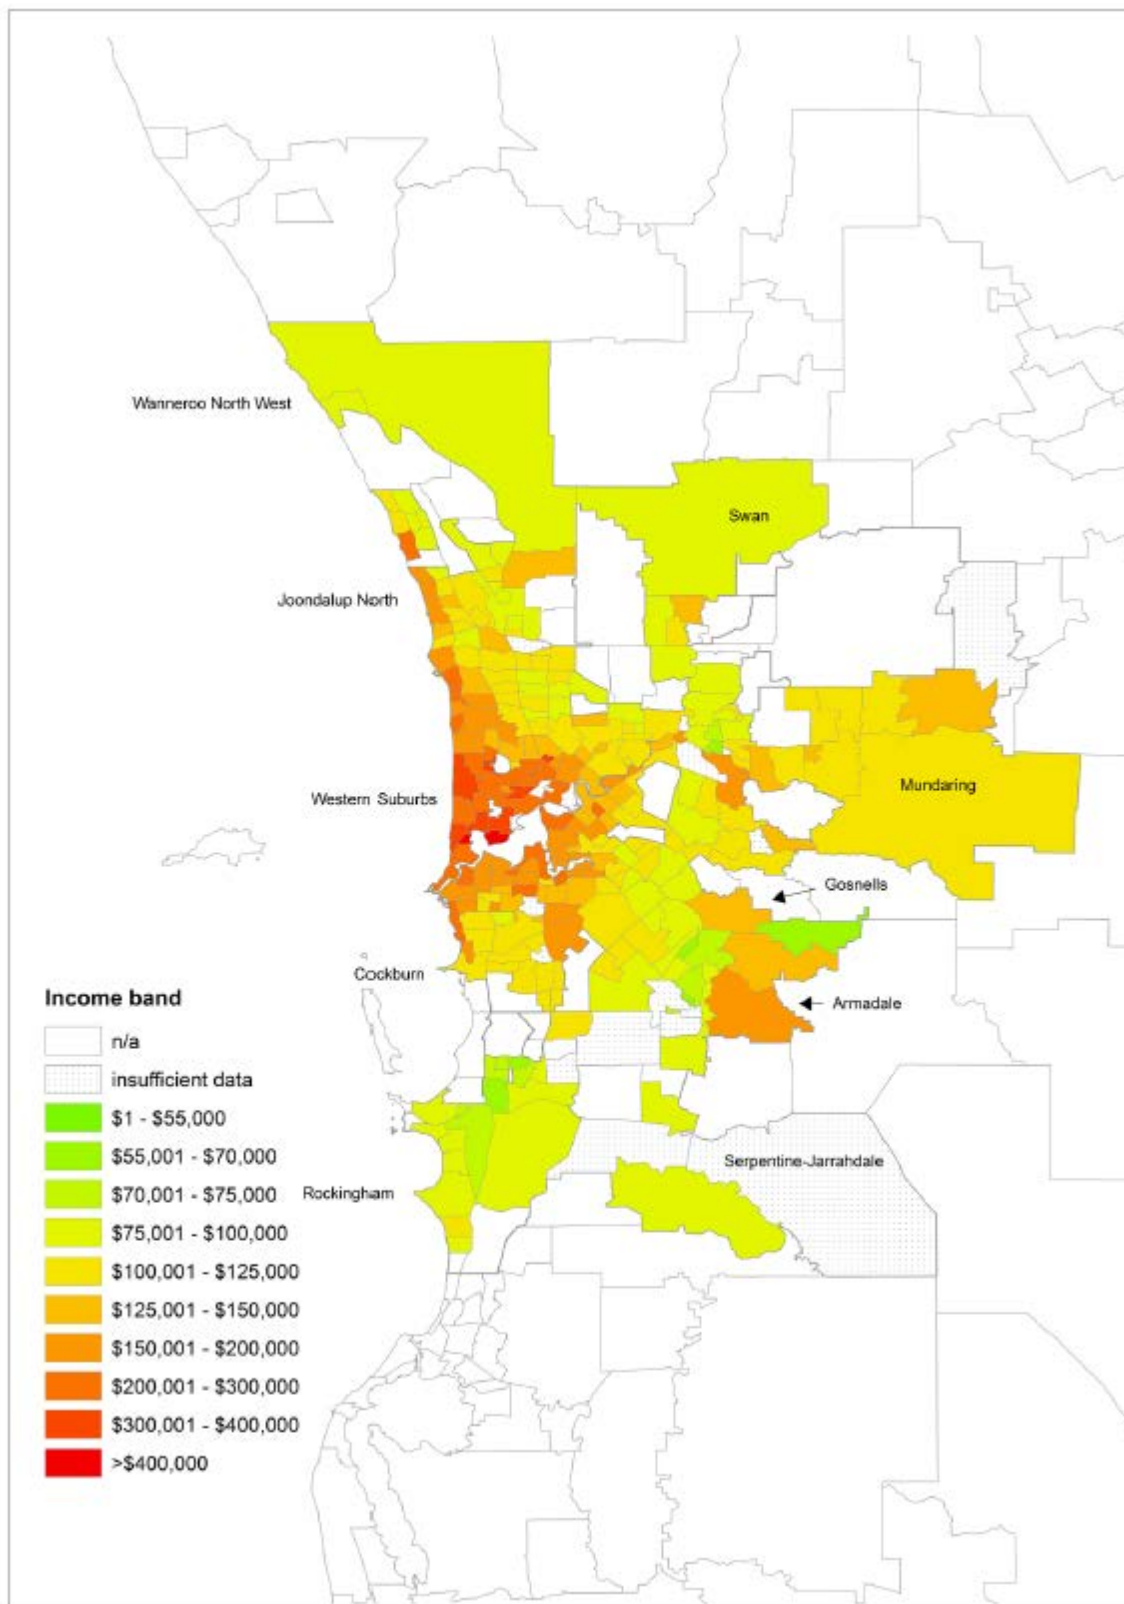 Wanneroo North West
Swan
Joondalup North
Western Suburbs
Mundaring
Gosnells
Cockburn
Armadale
Serpentine-Jarrahdale
Rockingham
Income band
n/a
insufficient data
$1 - $55,000
$55,001 - $70,000
$70,001 - $75,000
$75,001 - $100,000
$100,001 - $125,000
$125,001 - $150,000
$150,001 - $200,000
$200,001 - $300,000
$300,001 - $400,000
>$400,000